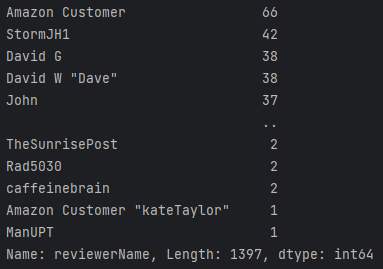 Amazon Customer 66
StormJH1 42
David G 38
David W "Dave" 38
John 37
..
TheSunrisePost 2
Rad5030 2
caffeinebrain 2
Amazon Customer "kateTaylor" 1
ManUPT 1
Name: reviewerName, Length: 1397, dtype: int64